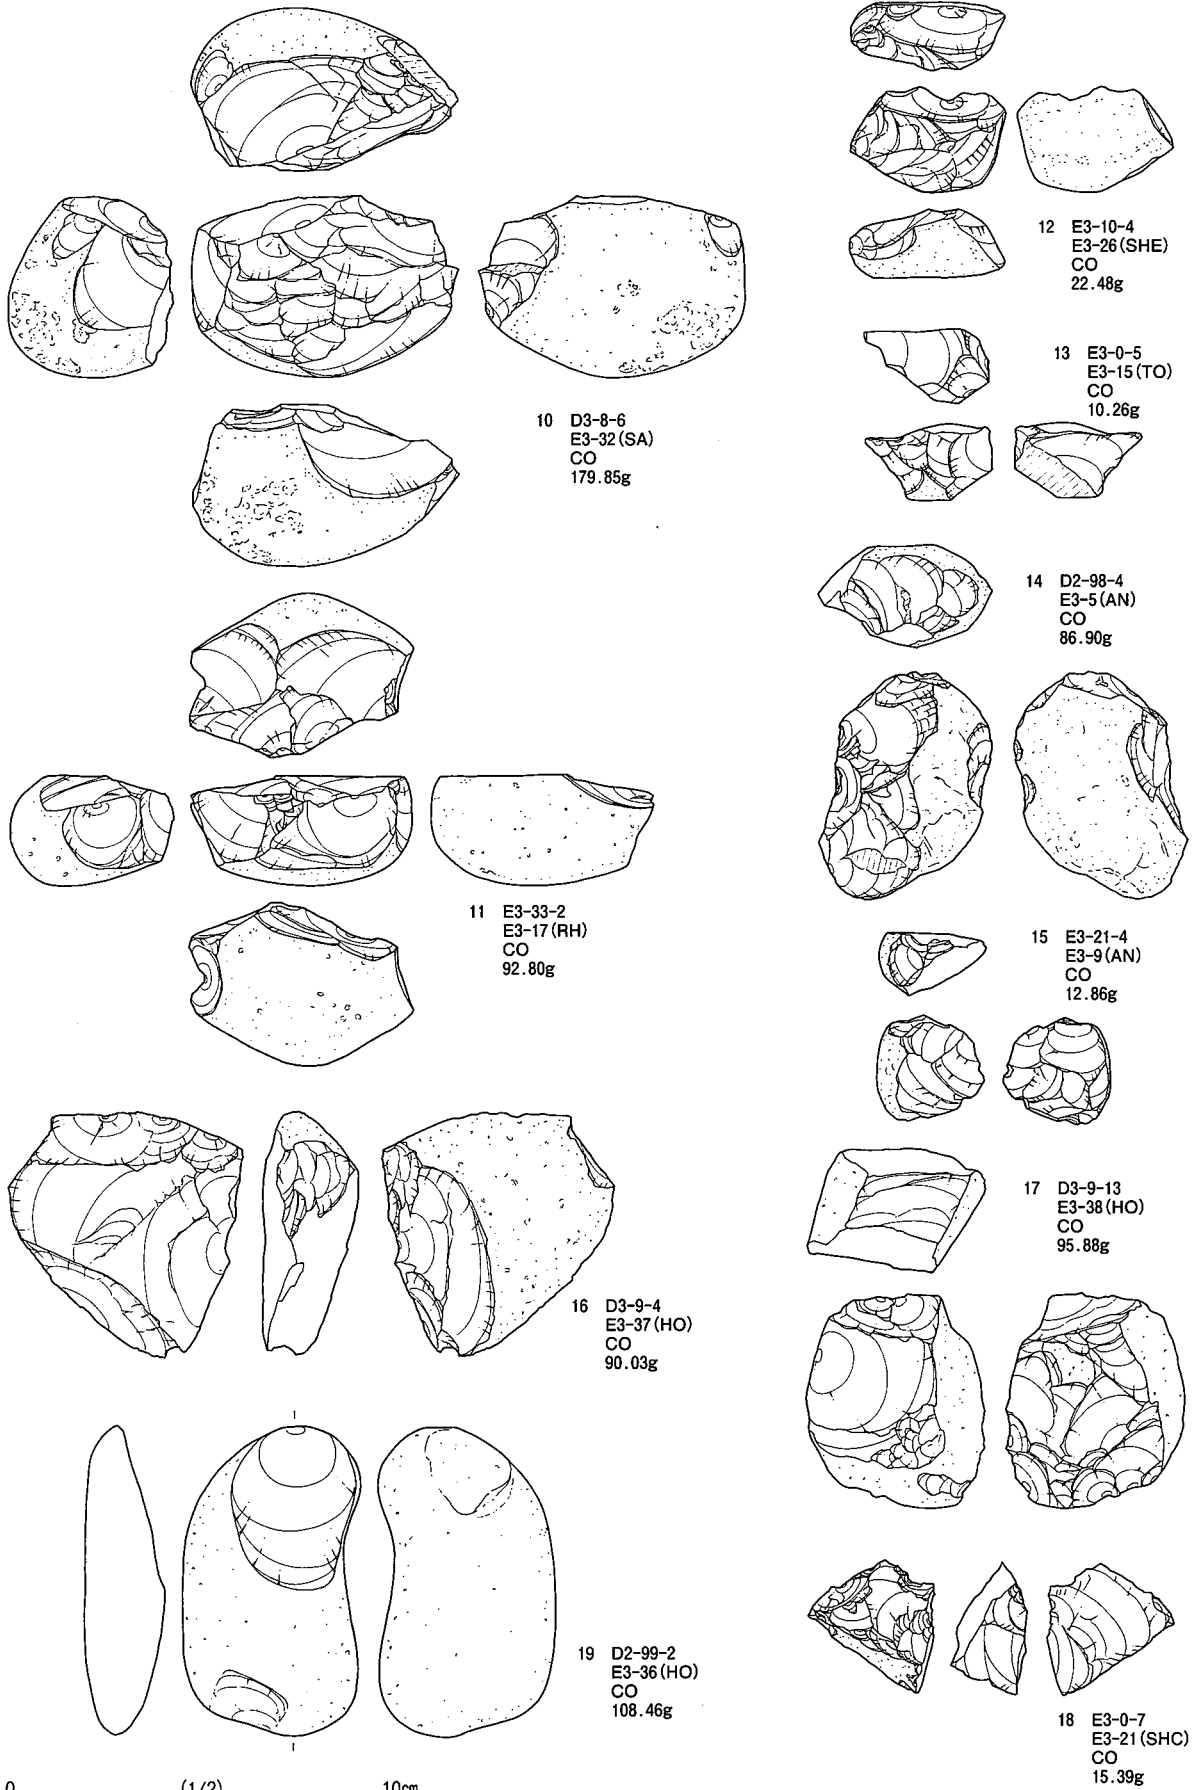 10 D3-8-6
E3-32(SA)
CO
179.85g
11 E3-33-2
E3-17(RH)
CO
92.80g
12 E3-10-4
E3-26(SHE)
CO
22.48g
13 E3-0-5
E3-15(TO)
CO
10.26g
14 D2-98-4
E3-5(AN)
CO
86.90g
15 E3-21-4
E3-9(AN)
CO
12.86g
16 D3-9-4
E3-37(HO)
CO
90.03g
17 D3-9-13
E3-38(HO)
CO
95.88g
18 E3-0-7
E3-21(SHC)
CO
15.39g
19 D2-99-2
E3-36(HO)
CO
108.46g
0 (1/2) 10cm